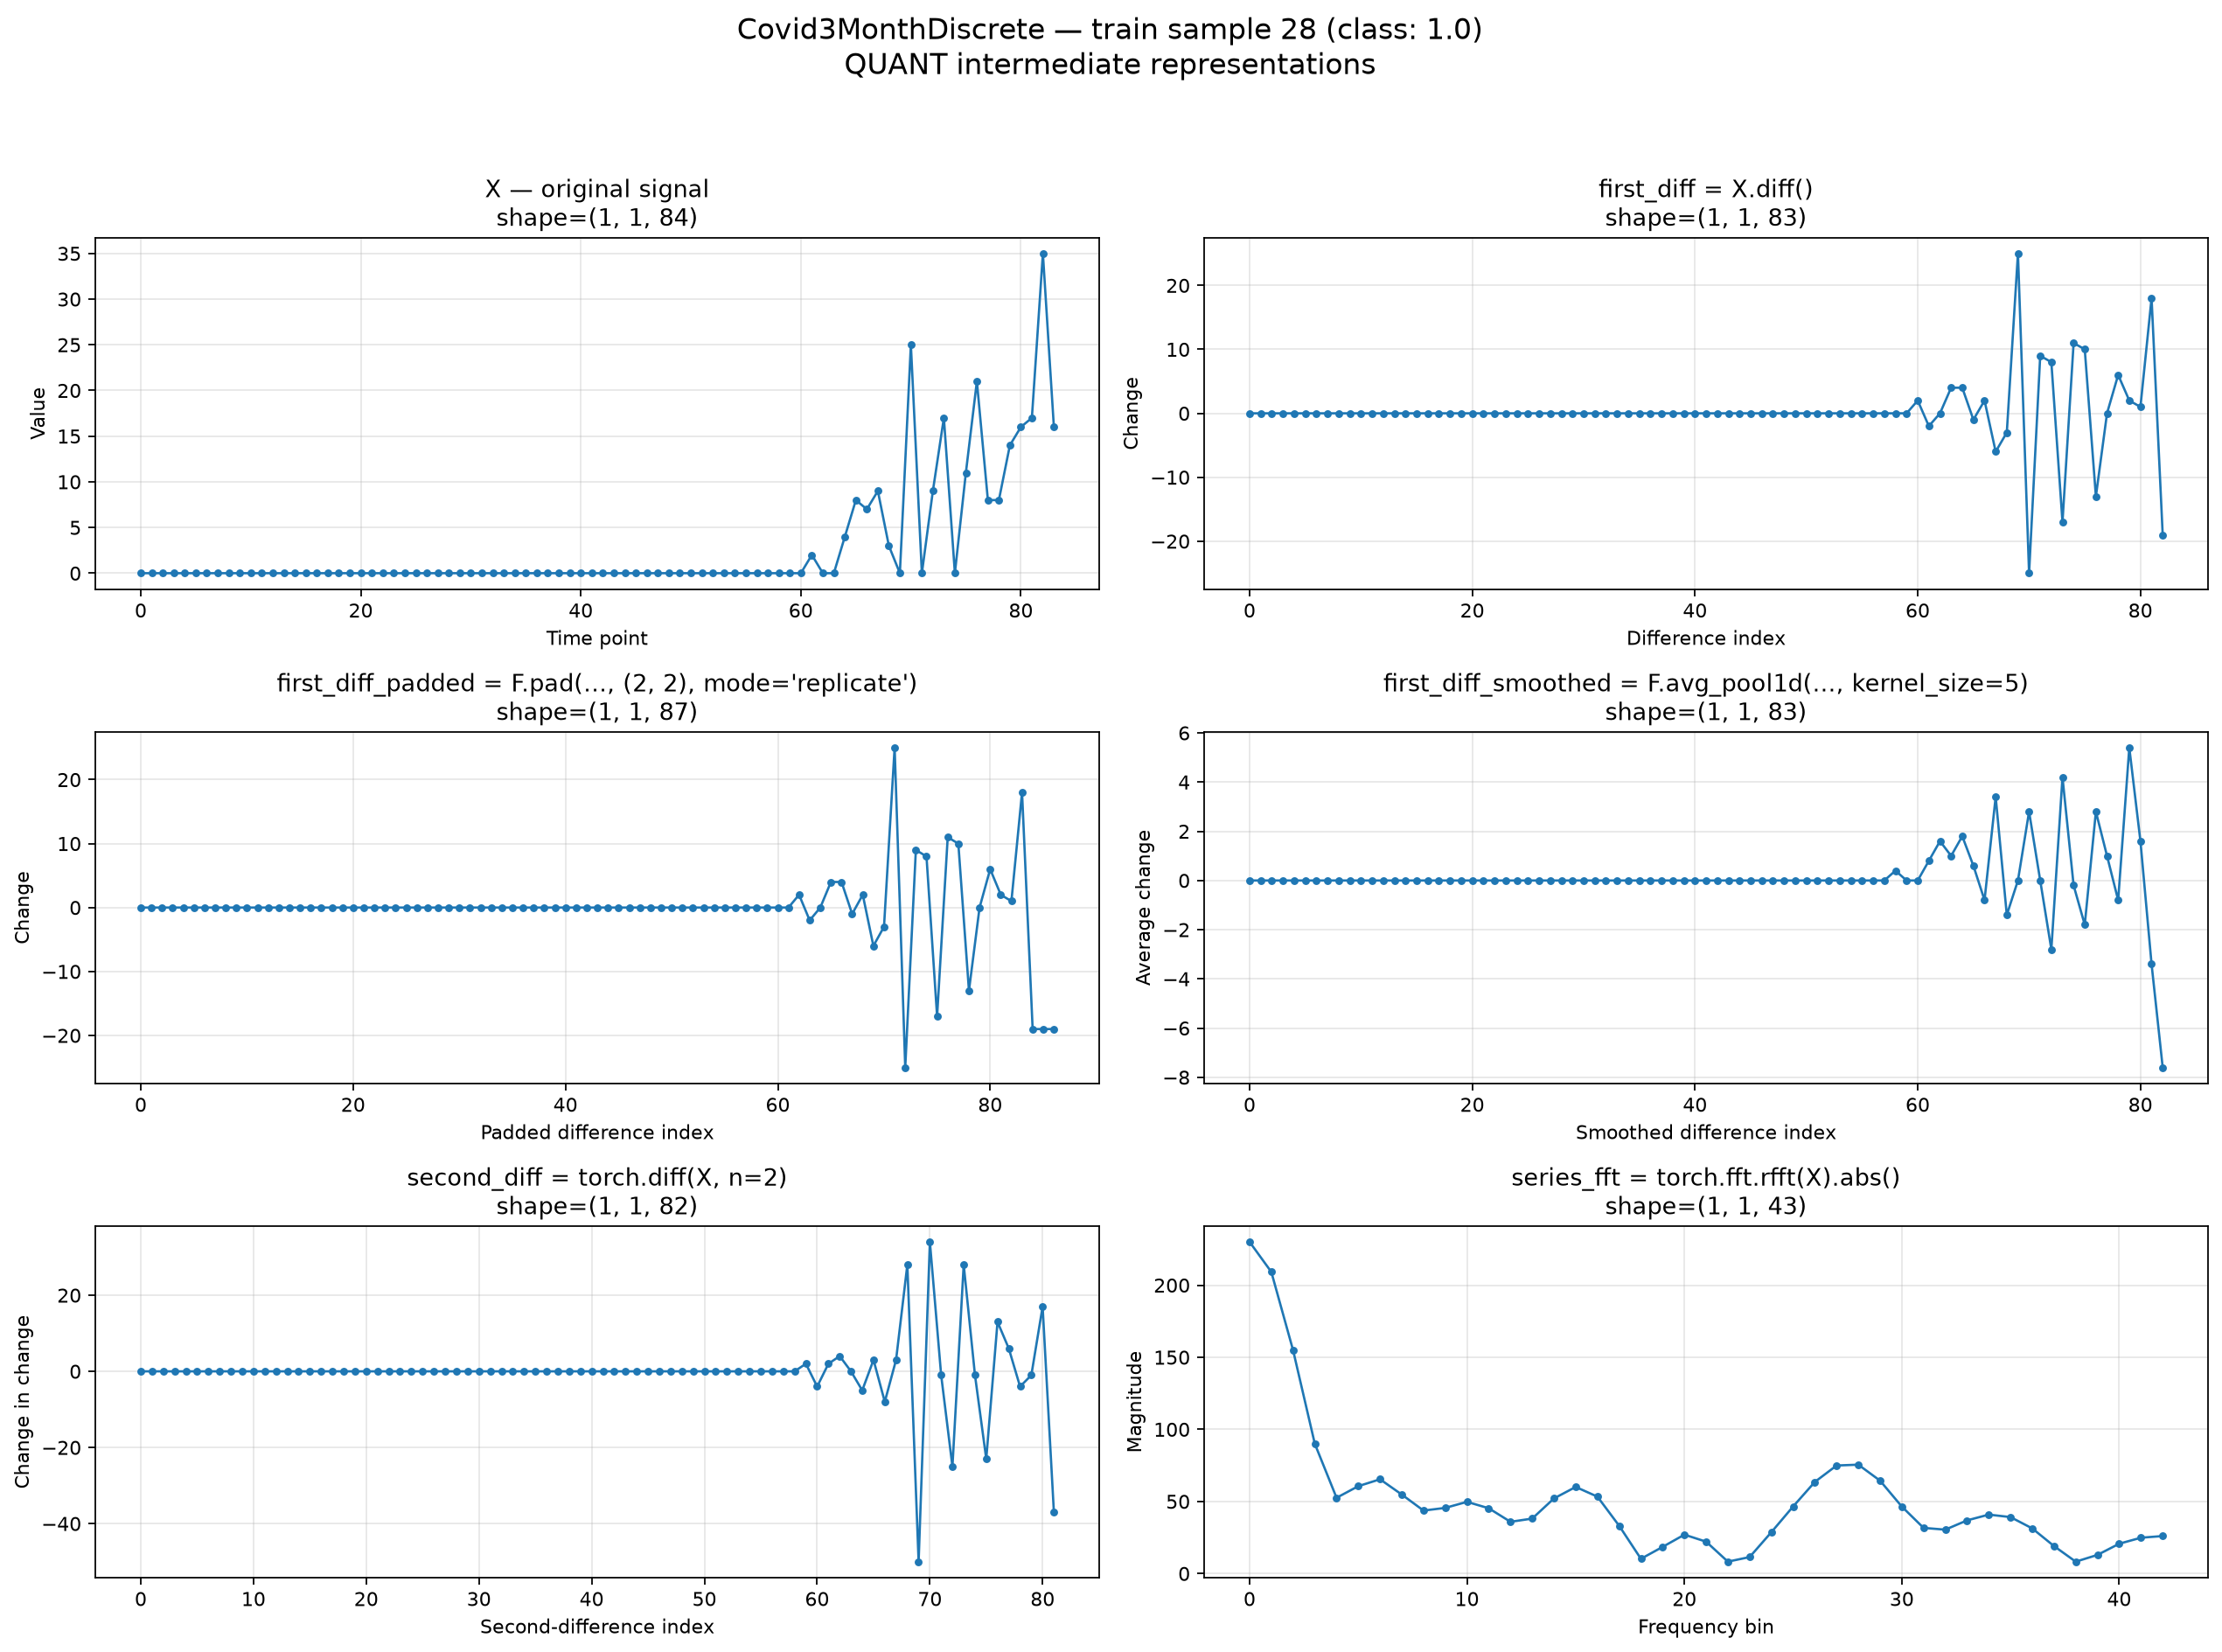 Covid3MonthDiscrete — train sample 28 (class: 1.0)
QUANT intermediate representations
X — original signal
shape=(1, 1, 84)
Value
35
30
25
20
15
10
5
0
0 20 40 60 80
Time point
first_diff = X.diff()
shape=(1, 1, 83)
Change
20
10
0
−10
−20
0 20 40 60 80
Difference index
first_diff_padded = F.pad(..., (2, 2), mode='replicate')
shape=(1, 1, 87)
Change
20
10
0
−10
−20
0 20 40 60 80
Padded difference index
first_diff_smoothed = F.avg_pool1d(..., kernel_size=5)
shape=(1, 1, 83)
Average change
6
4
2
0
−2
−4
−6
−8
0 20 40 60 80
Smoothed difference index
second_diff = torch.diff(X, n=2)
shape=(1, 1, 82)
Change in change
20
0
−20
−40
0 10 20 30 40 50 60 70 80
Second-difference index
series_fft = torch.fft.rfft(X).abs()
shape=(1, 1, 43)
Magnitude
200
150
100
50
0
0 10 20 30 40
Frequency bin